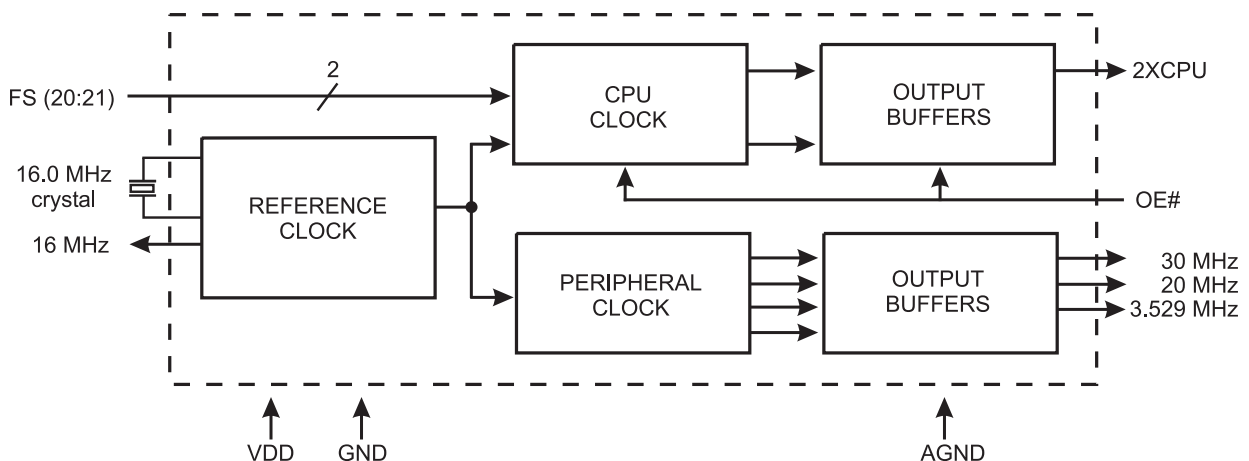 2
FS (20:21)
CPU
CLOCK
OUTPUT
BUFFERS
2XCPU
16.0 MHz
crystal
REFERENCE
CLOCK
OE#
16 MHz
PERIPHERAL
CLOCK
OUTPUT
BUFFERS
30 MHz
20 MHz
3.529 MHz
VDD
GND
AGND